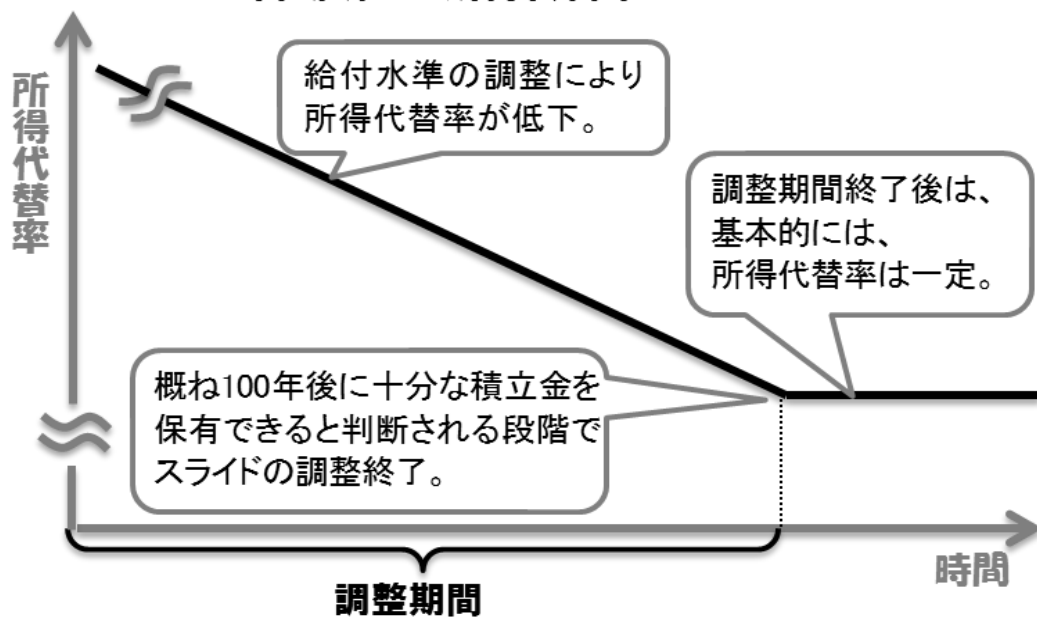 所得代替率
給付水準の調整により
所得代替率が低下。
調整期間終了後は、
基本的には、
所得代替率は一定。
概ね100年後に十分な積立金を
保有できると判断される段階で
スライドの調整終了。
時間
調整期間